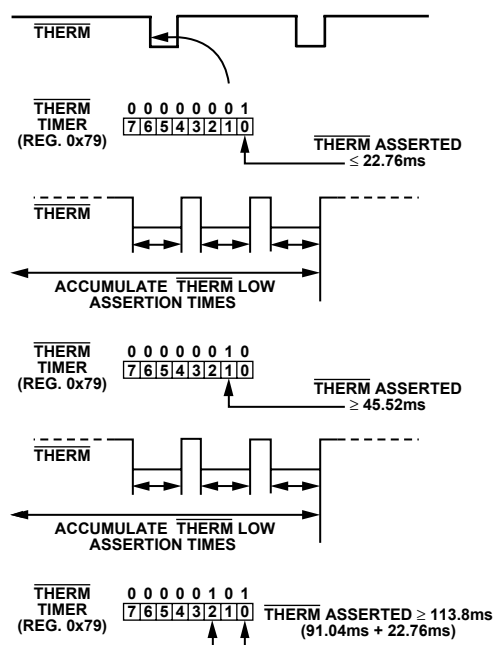 THERM
THERM
TIMER
(REG. 0x79)
0 0 0 0 0 0 0 1
7 6 5 4 3 2 1 0
THERM ASSERTED
≤ 22.76ms
THERM
ACCUMULATE THERM LOW
ASSERTION TIMES
THERM
TIMER
(REG. 0x79)
0 0 0 0 0 0 1 0
7 6 5 4 3 2 1 0
THERM ASSERTED
≥ 45.52ms
THERM
ACCUMULATE THERM LOW
ASSERTION TIMES
THERM
TIMER
(REG. 0x79)
0 0 0 0 0 1 0 1
7 6 5 4 3 2 1 0
THERM ASSERTED ≥ 113.8ms
(91.04ms + 22.76ms)